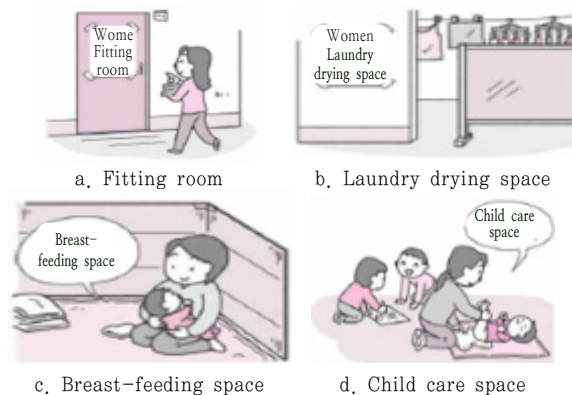 Wome
Fitting
room
Women
Laundry
drying space
a. Fitting room
b. Laundry drying space
Breast-
feeding space
Child care
space
c. Breast-feeding space
d. Child care space